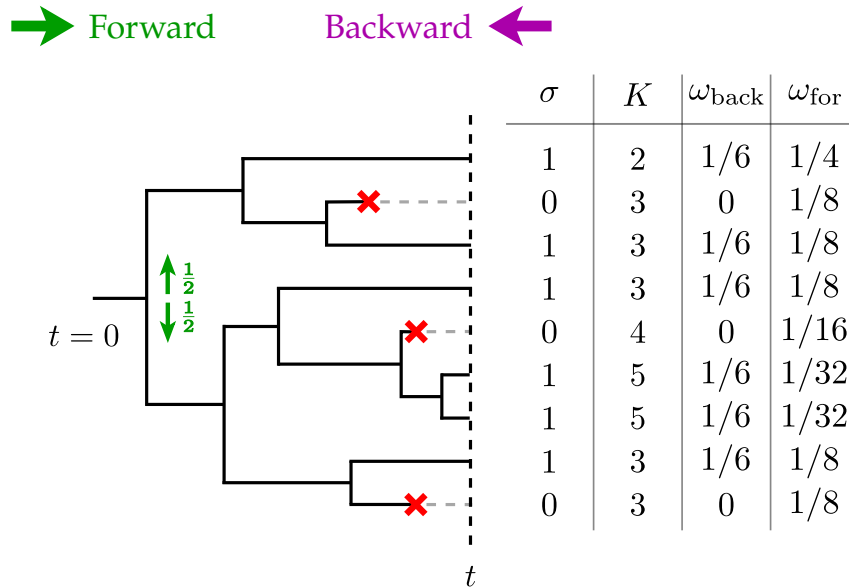 Forward Backward
σ K ω_back ω_for
1 2 1/6 1/4
0 3 0 1/8
1 3 1/6 1/8
1/2
1 3 1/6 1/8
1/2
t = 0
0 4 0 1/16
1 5 1/6 1/32
1 5 1/6 1/32
1 3 1/6 1/8
0 3 0 1/8
t